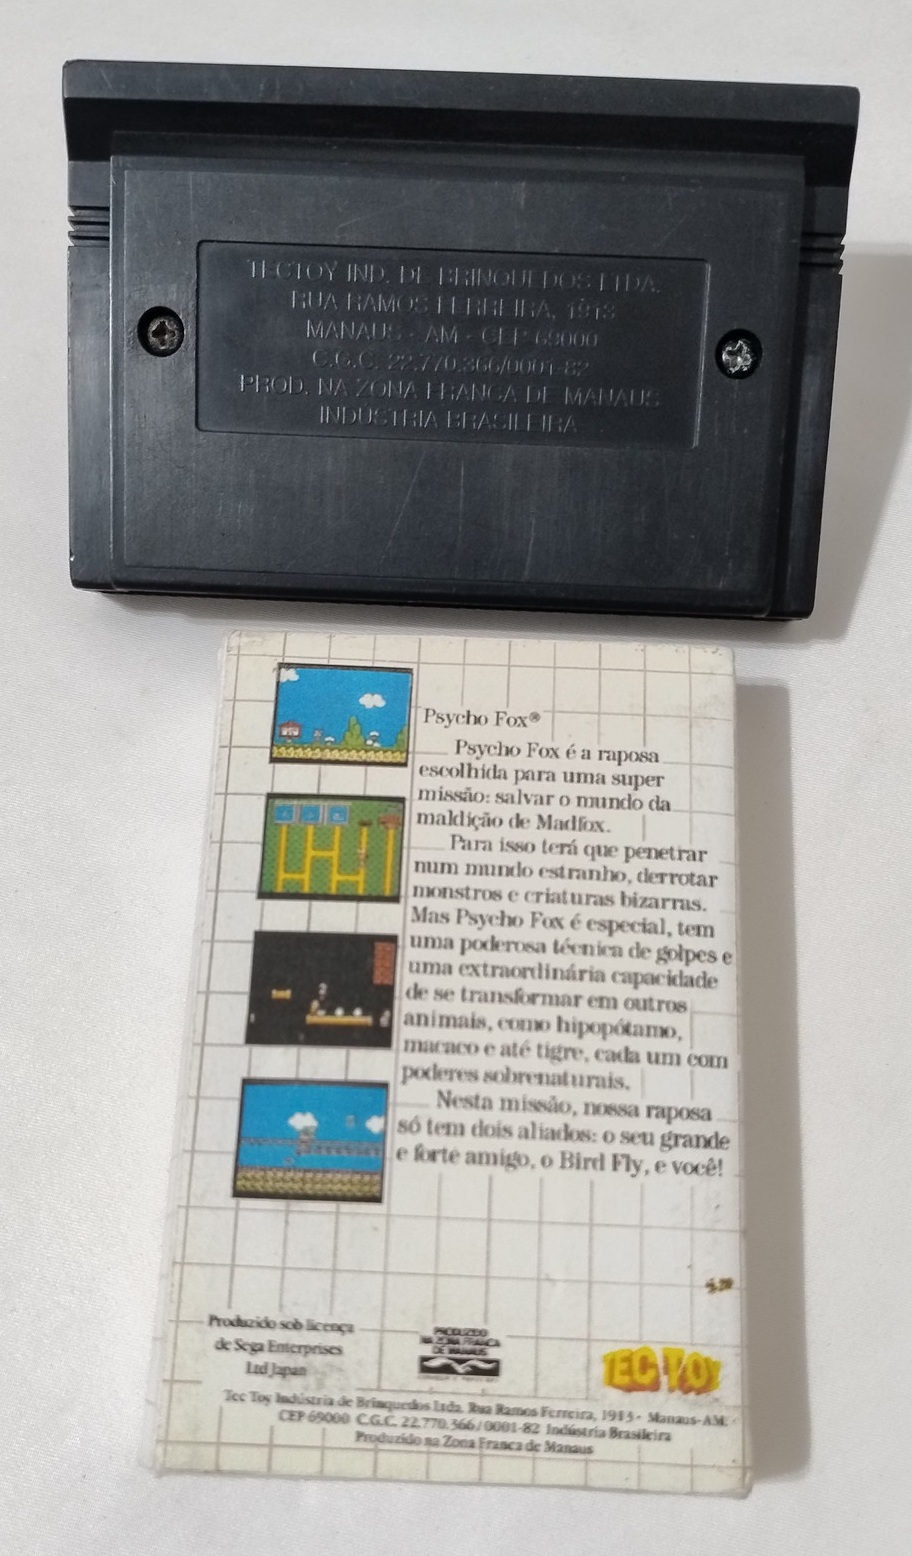 TECTOY IND. DE BRINQUEDOS LTDA.
RUA RAMOS FERREIRA, 1913
MANAUS - AM - CEP 69000
C.G.C. 22.770.366/0001-82
PROD. NA ZONA FRANCA DE MANAUS
INDÚSTRIA BRASILEIRA
Psycho Fox®
Psycho Fox é a raposa
escolhida para uma super
missão: salvar o mundo da
maldição de Madfox.
Para isso terá que penetrar
num mundo estranho, derrotar
monstros e criaturas bizarras.
Mas Psycho Fox é especial, tem
uma poderosa técnica de golpes e
uma extraordinária capacidade
de se transformar em outros
animais, como hipopótamo,
macaco e até tigre, cada um com
poderes sobrenaturais.
Nesta missão, nossa raposa
só tem dois aliados: o seu grande
e forte amigo, o Bird Fly, e você!
Produzido sob licença
de Sega Enterprises
Ltd Japan
PRODUZIDO
NA ZONA FRANCA
DE MANAUS
TEC TOY
Tec Toy Indústria de Brinquedos Ltda. Rua Ramos Ferreira, 1913 - Manaus-AM.
CEP 69000 C.G.C. 22.770.366/0001-82 Indústria Brasileira
Produzido na Zona Franca de Manaus